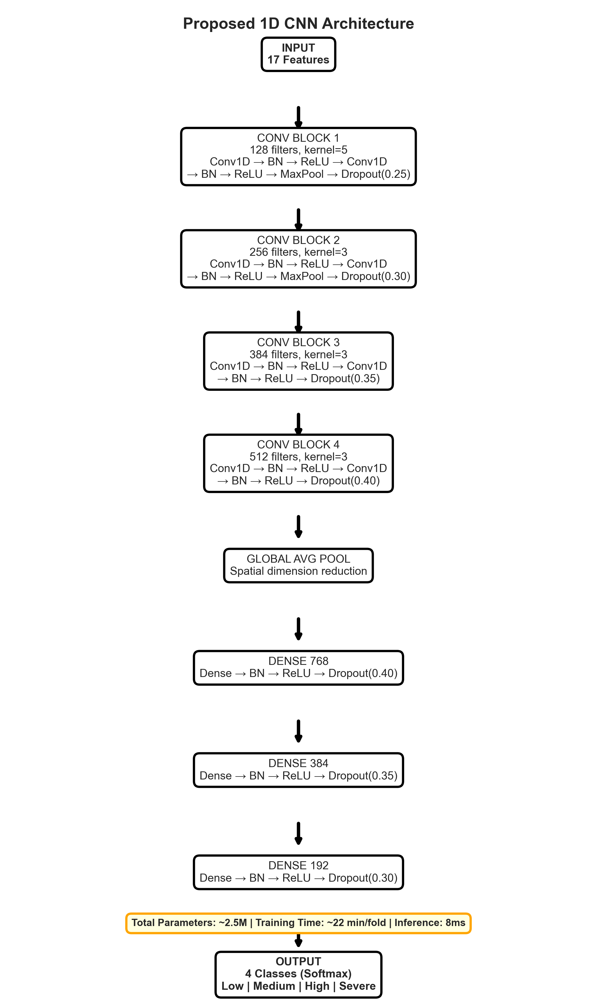 Proposed 1D CNN Architecture
INPUT
17 Features
CONV BLOCK 1
128 filters, kernel=5
Conv1D → BN → ReLU → Conv1D
→ BN → ReLU → MaxPool → Dropout(0.25)
CONV BLOCK 2
256 filters, kernel=3
Conv1D → BN → ReLU → Conv1D
→ BN → ReLU → MaxPool → Dropout(0.30)
CONV BLOCK 3
384 filters, kernel=3
Conv1D → BN → ReLU → Conv1D
→ BN → ReLU → Dropout(0.35)
CONV BLOCK 4
512 filters, kernel=3
Conv1D → BN → ReLU → Conv1D
→ BN → ReLU → Dropout(0.40)
GLOBAL AVG POOL
Spatial dimension reduction
DENSE 768
Dense → BN → ReLU → Dropout(0.40)
DENSE 384
Dense → BN → ReLU → Dropout(0.35)
DENSE 192
Dense → BN → ReLU → Dropout(0.30)
Total Parameters: ~2.5M | Training Time: ~22 min/fold | Inference: 8ms
OUTPUT
4 Classes (Softmax)
Low | Medium | High | Severe